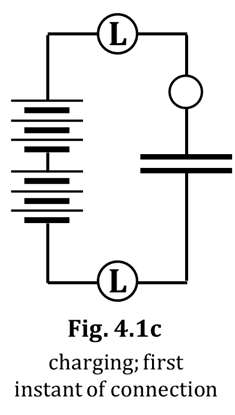 L
L
Fig. 4.1c
charging; first
instant of connection